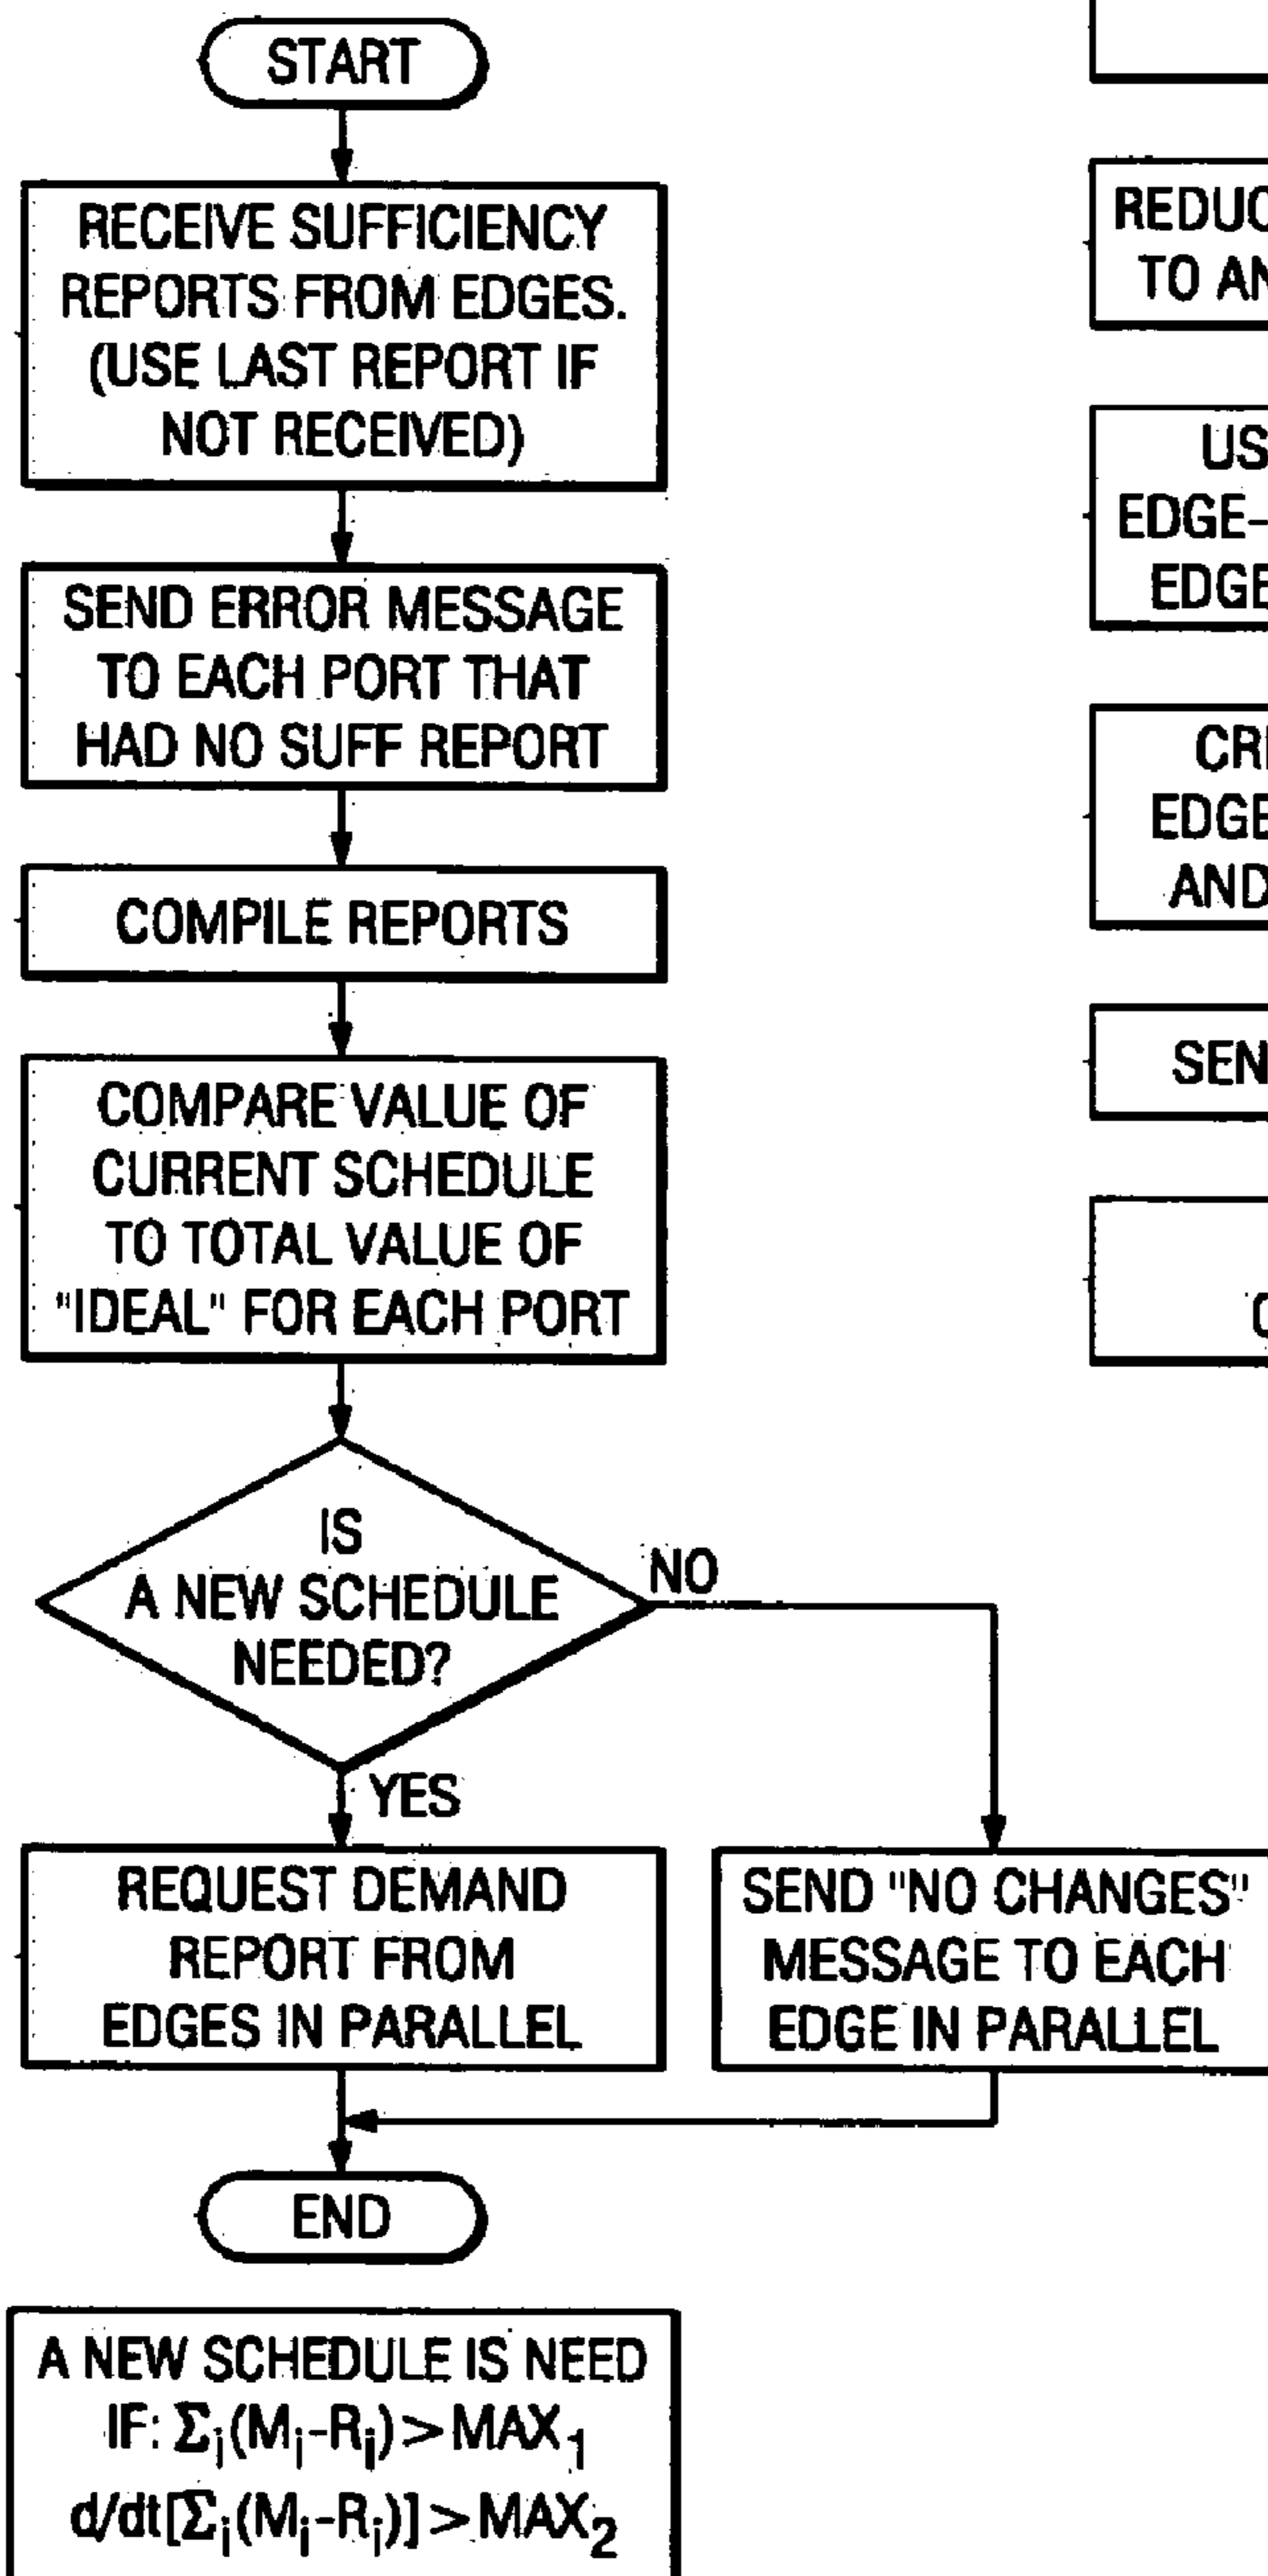 START
RECEIVE SUFFICIENCY
REPORTS FROM EDGES.
(USE LAST REPORT IF
NOT RECEIVED)
SEND ERROR MESSAGE
TO EACH PORT THAT
HAD NO SUFF REPORT
COMPILE REPORTS
COMPARE VALUE OF
CURRENT SCHEDULE
TO TOTAL VALUE OF
"IDEAL" FOR EACH PORT
IS
A NEW SCHEDULE
NEEDED?
NO
YES
REQUEST DEMAND
REPORT FROM
EDGES IN PARALLEL
SEND "NO CHANGES"
MESSAGE TO EACH
EDGE IN PARALLEL
END
A NEW SCHEDULE IS NEED
IF: Σi(Mi-Ri)>MAX1
d/dt[Σi(Mi-Ri)]>MAX2
TO
EDGE-
AND